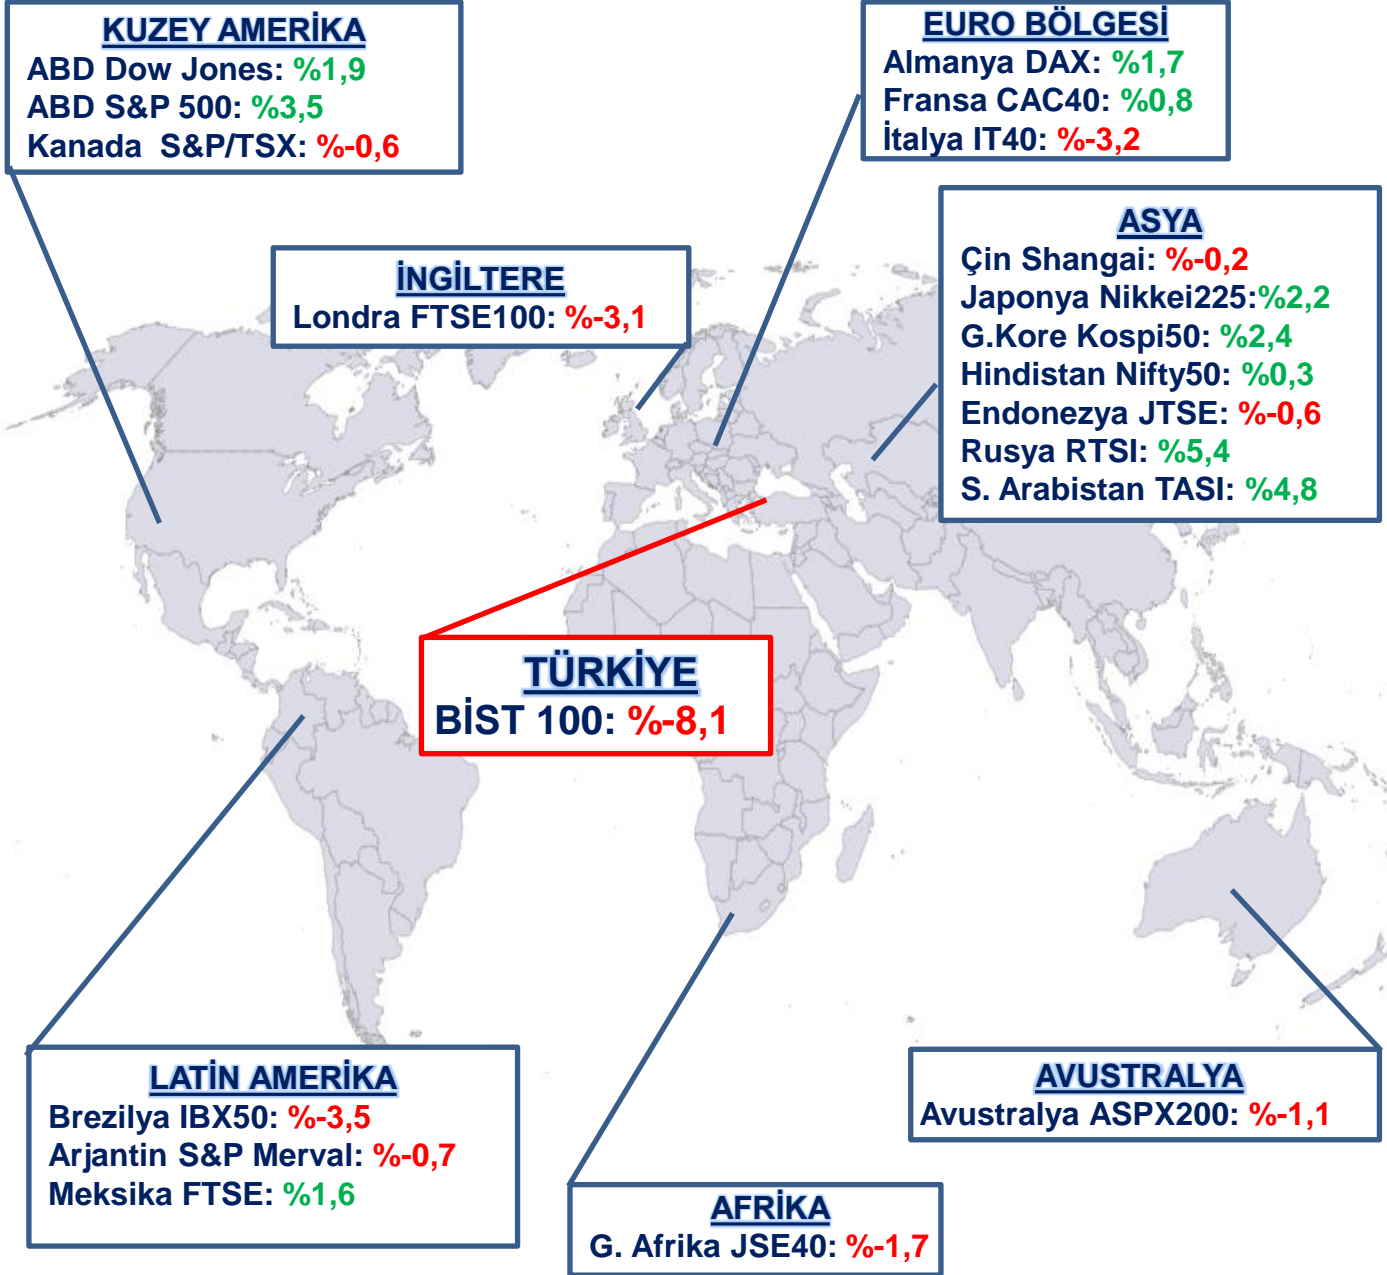 KUZEY AMERİKA
ABD Dow Jones: %1,9
ABD S&P 500: %3,5
Kanada  S&P/TSX: %-0,6
EURO BÖLGESİ
Almanya DAX: %1,7
Fransa CAC40: %0,8
İtalya IT40: %-3,2
ASYA
Çin Shangai: %-0,2
Japonya Nikkei225:%2,2
G.Kore Kospi50: %2,4
Hindistan Nifty50: %0,3
Endonezya JTSE: %-0,6
Rusya RTSI: %5,4
S. Arabistan TASI: %4,8
İNGİLTERE
Londra FTSE100: %-3,1
TÜRKİYE
BİST 100: %-8,1
LATİN AMERİKA
Brezilya IBX50: %-3,5
Arjantin S&P Merval: %-0,7
Meksika FTSE: %1,6
AVUSTRALYA
Avustralya ASPX200: %-1,1
AFRİKA
G. Afrika JSE40: %-1,7